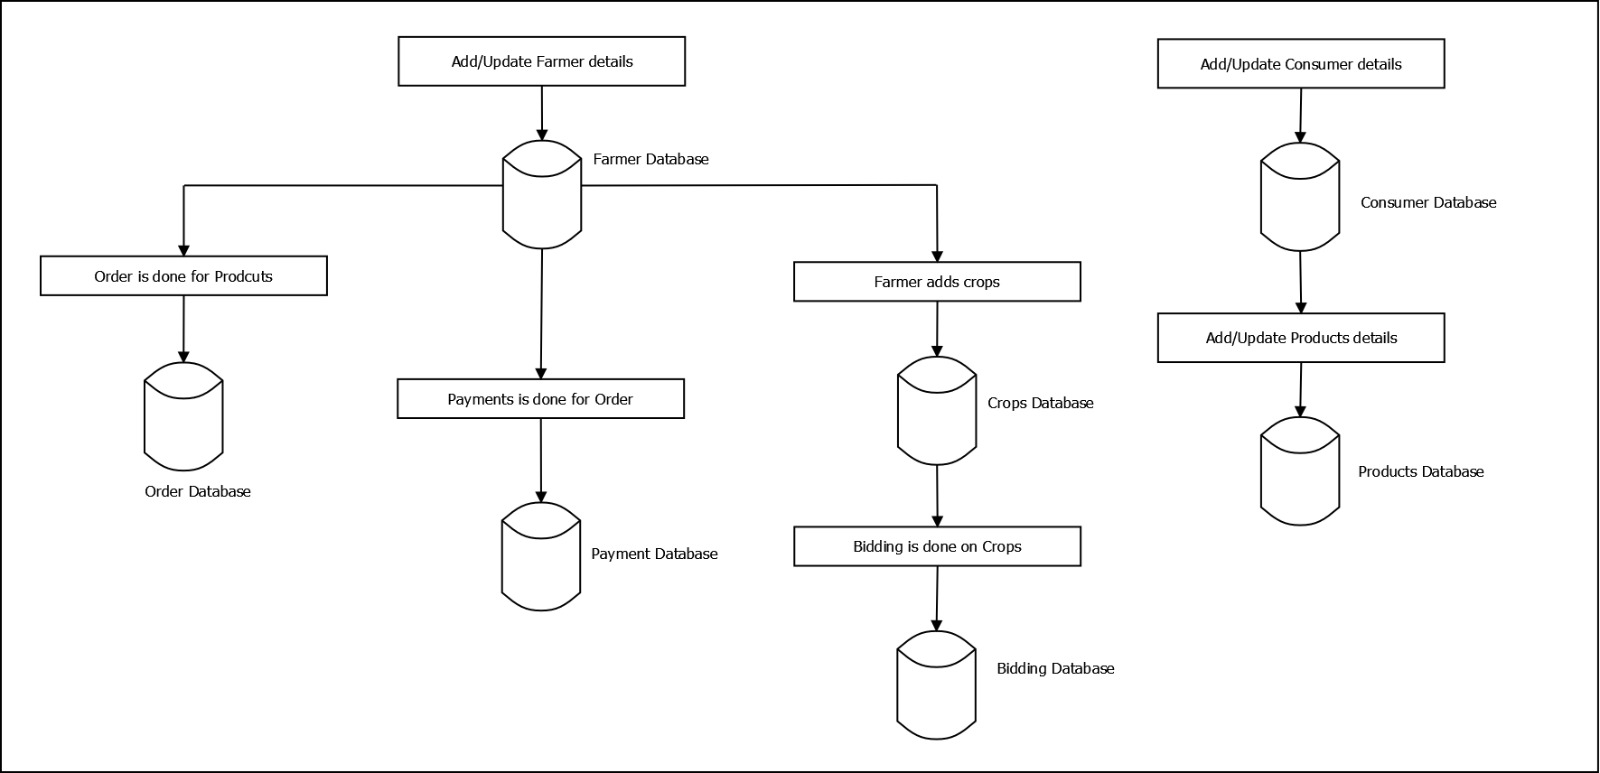 Add/Update Farmer details
Add/Update Consumer details
Farmer Database
Consumer Database
Order is done for Prodcuts
Farmer adds crops
Add/Update Products details
Payments is done for Order
Crops Database
Order Database
Products Database
Payment Database
Bidding is done on Crops
Bidding Database